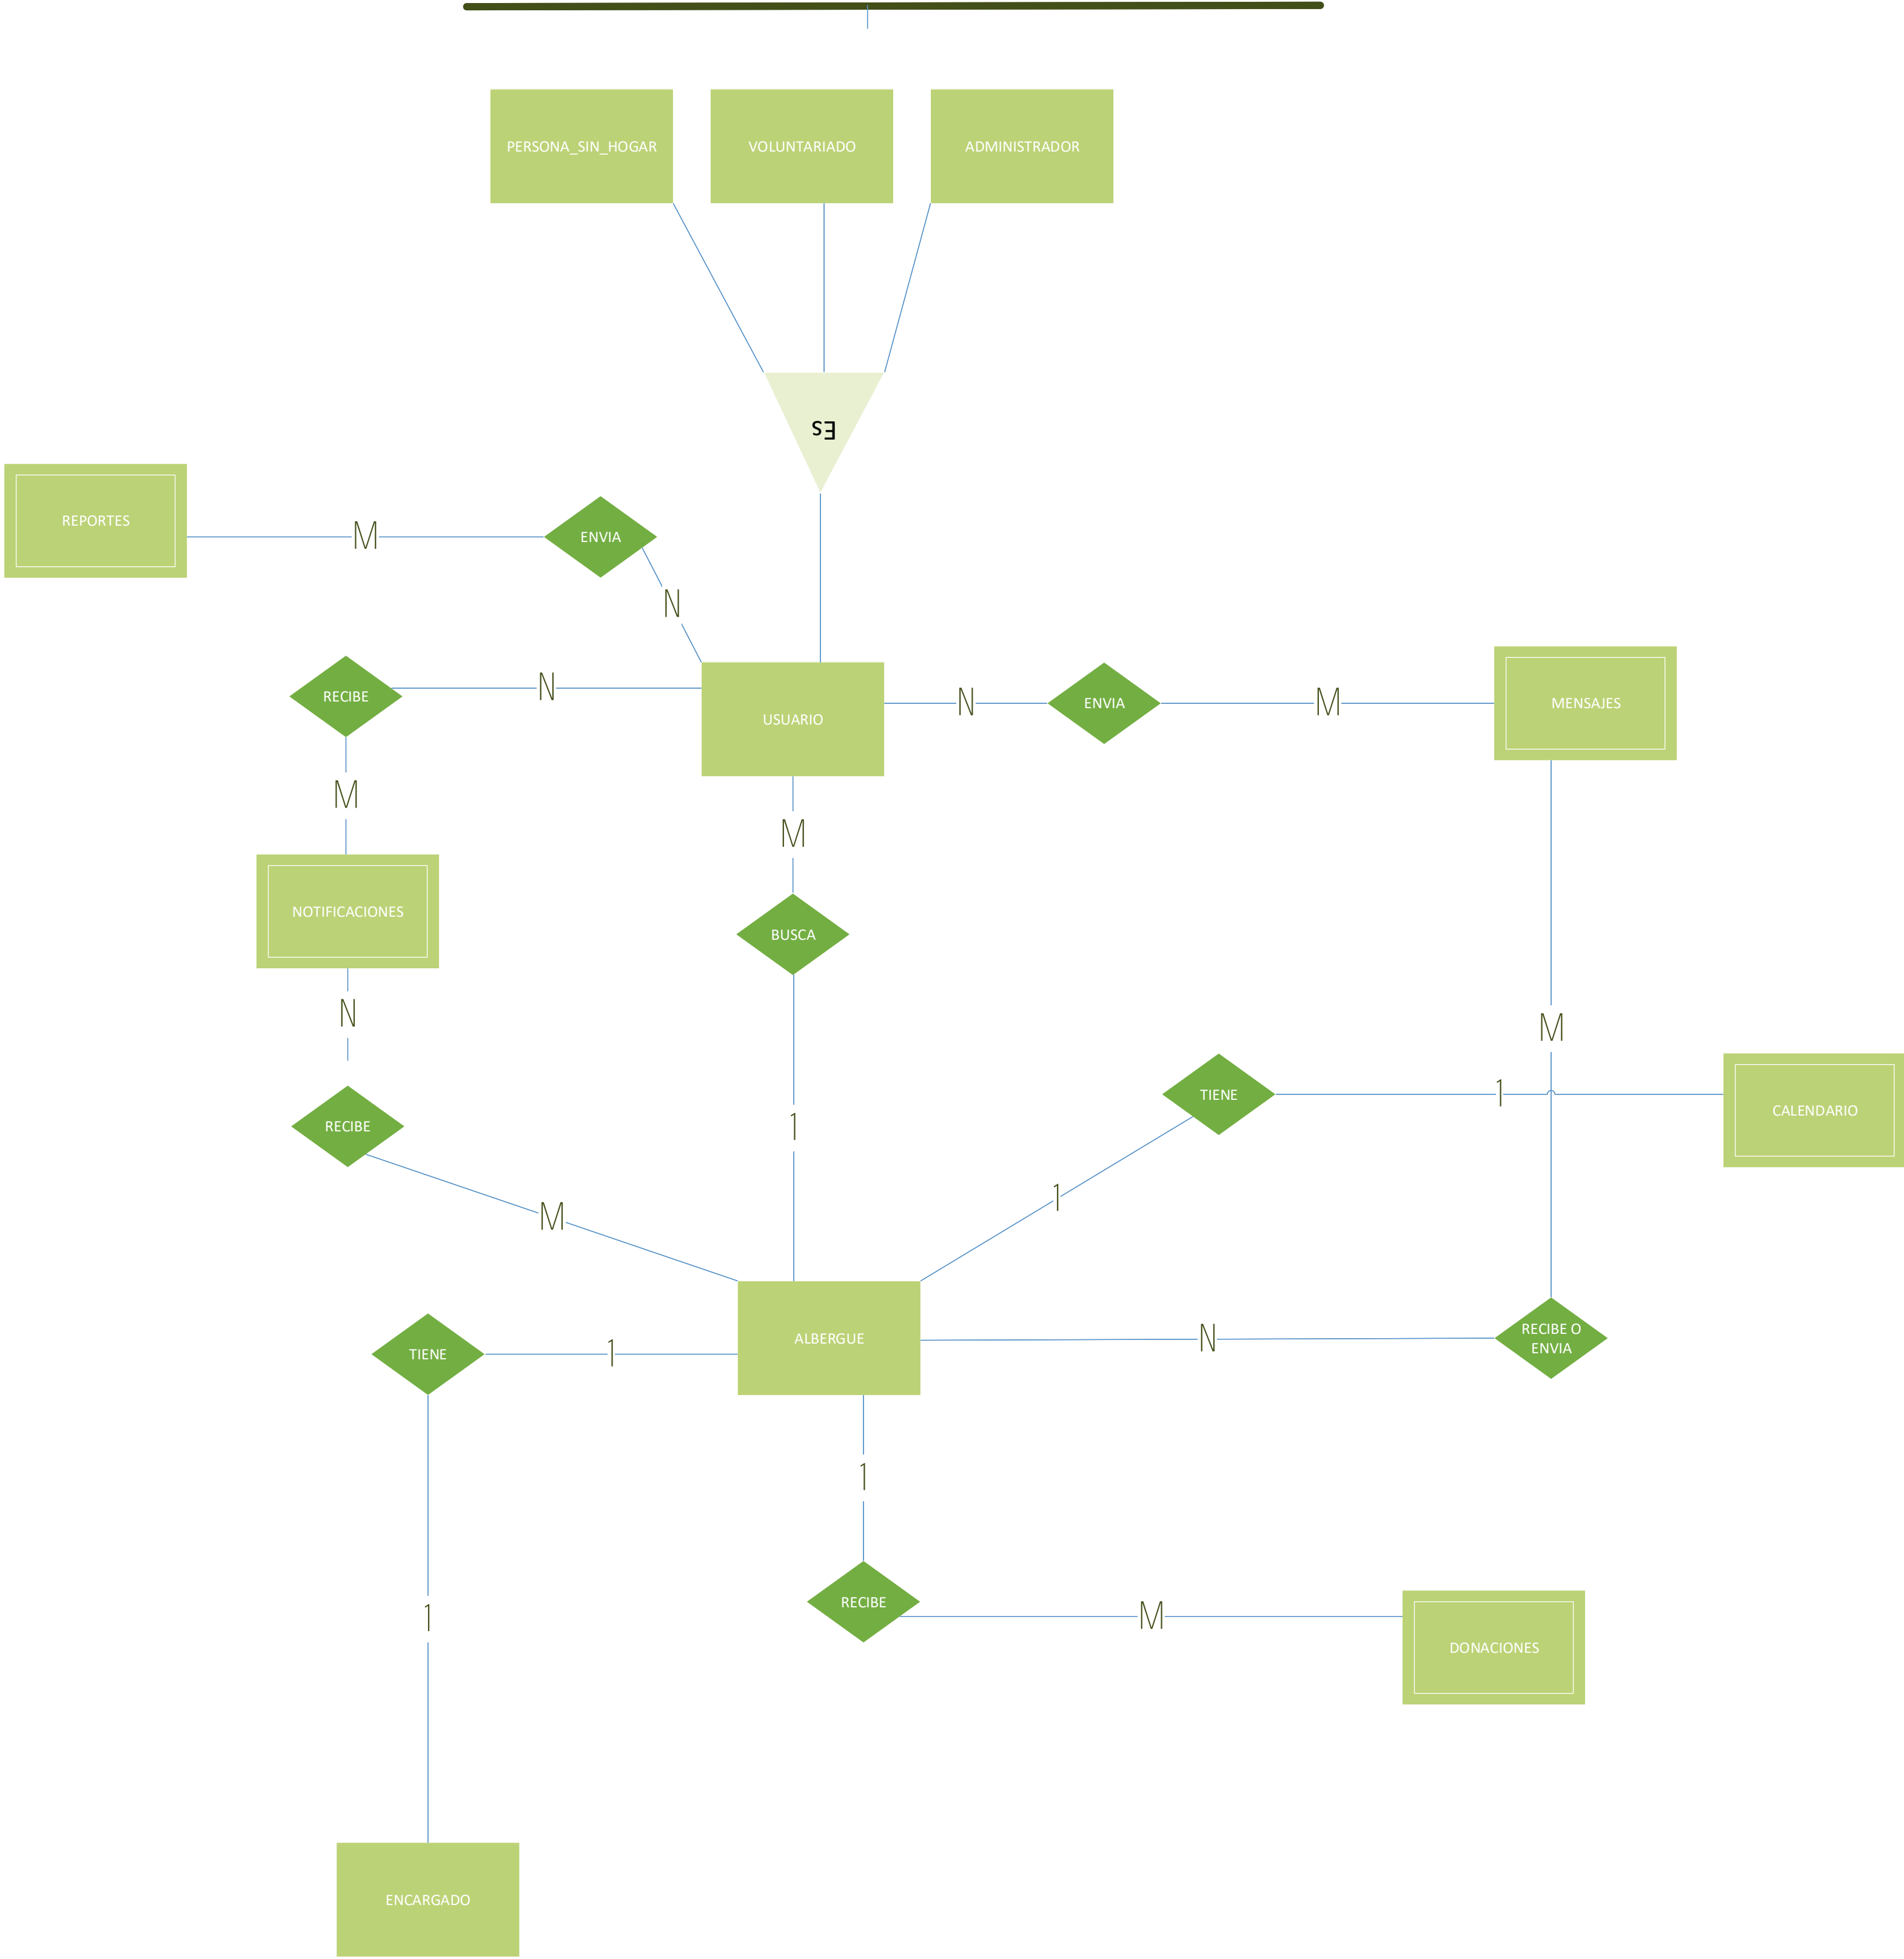 PERSONA_SIN_HOGAR
VOLUNTARIADO
ADMINISTRADOR
ES
REPORTES
M
ENVIA
N
RECIBE
N
USUARIO
N
ENVIA
M
MENSAJES
M
M
NOTIFICACIONES
BUSCA
N
M
RECIBE
1
TIENE
1
CALENDARIO
M
1
TIENE
1
ALBERGUE
N
RECIBE O
ENVIA
1
1
RECIBE
M
DONACIONES
ENCARGADO